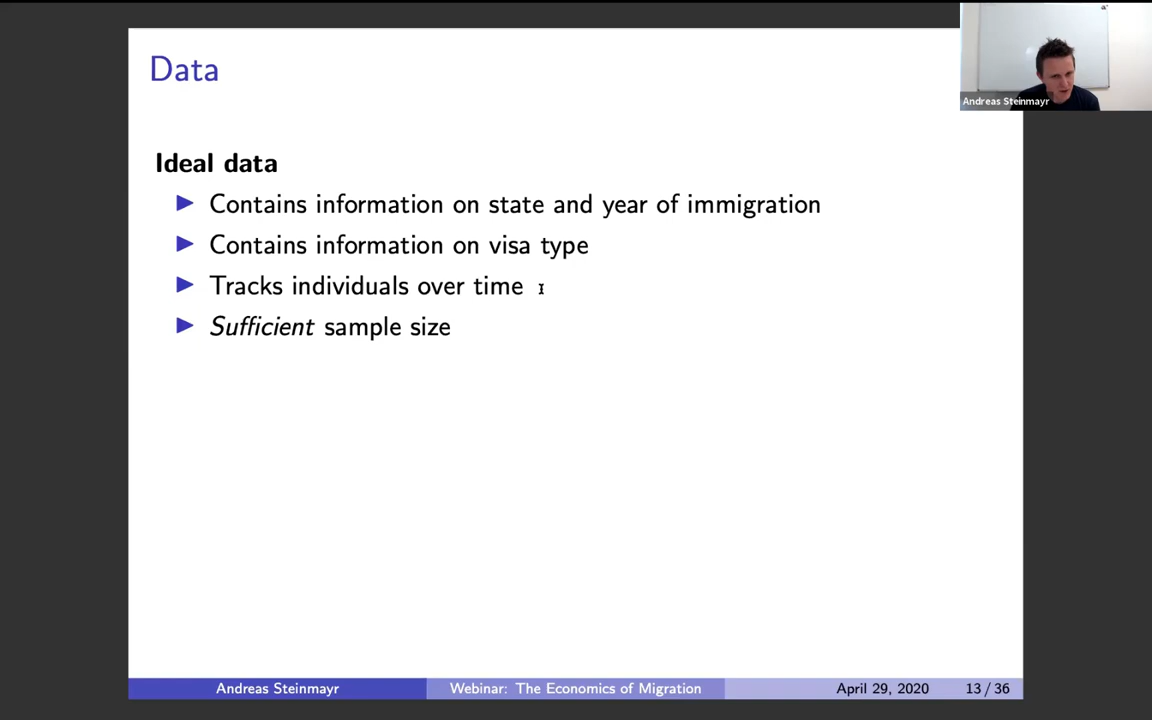 Data
Andreas Steinmayr
Ideal data
Contains information on state and year of immigration
Contains information on visa type
Tracks individuals over time
Sufficient sample size
Andreas Steinmayr
Webinar: The Economics of Migration
April 29, 2020
13 / 36